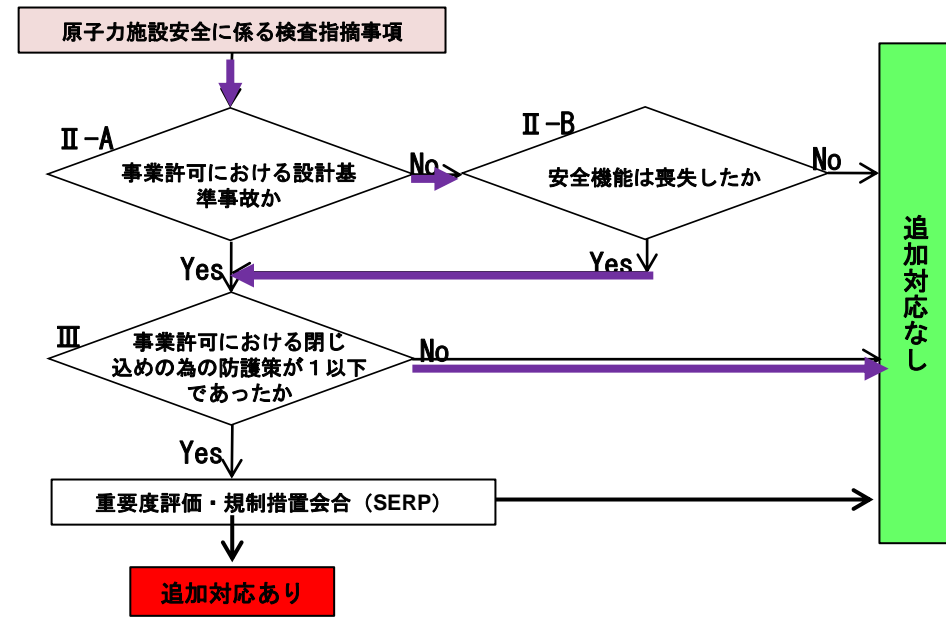 原子力施設安全に係る検査指摘事項
Ⅱ-A
事業許可における設計基
準事故か
No
Ⅱ-B
安全機能は喪失したか
No
Yes
Yes
Ⅲ
事業許可における閉じ
込めの為の防護策が１以下
であったか
No
Yes
重要度評価・規制措置会合（SERP）
追加対応あり
追加対応なし